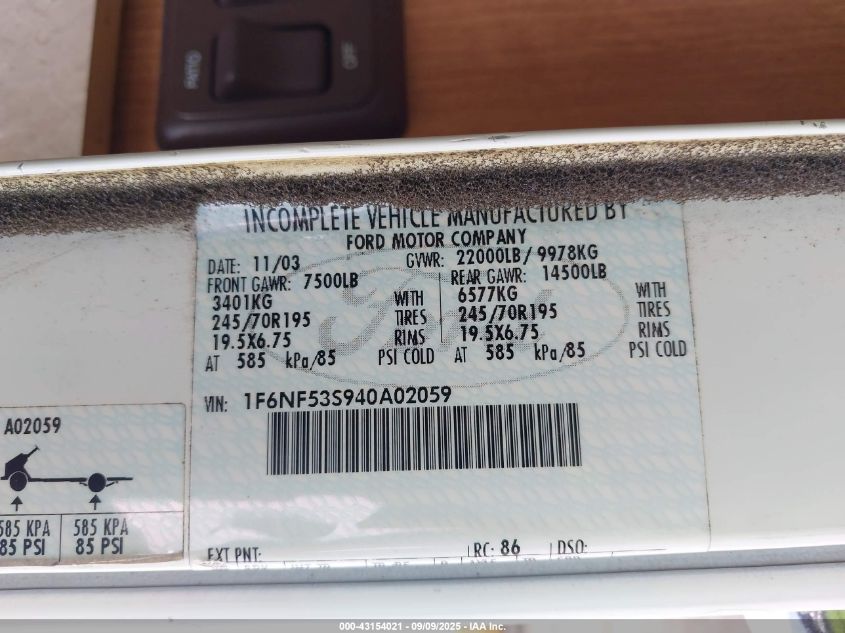 PATIO
OFF
INCOMPLETE VEHICLE MANUFACTURED BY
FORD MOTOR COMPANY
DATE: 11/03 GVWR: 22000LB/ 9978KG
FRONT GAWR: 7500LB REAR GAWR: 14500LB
3401KG WITH 6577KG WITH
245/70R195 TIRES 245/70R195 TIRES
19.5X6.75 RIMS 19.5X6.75 RIMS
AT 585 kPa/85 PSI COLD AT 585 kPa/85 PSI COLD
VIN: 1F6NF53S940A02059
A02059
585 KPA 585 KPA
85 PSI 85 PSI
EXT PNT: RC: 86 DSO:
000-43154021 - 09/09/2025 - IAA Inc.